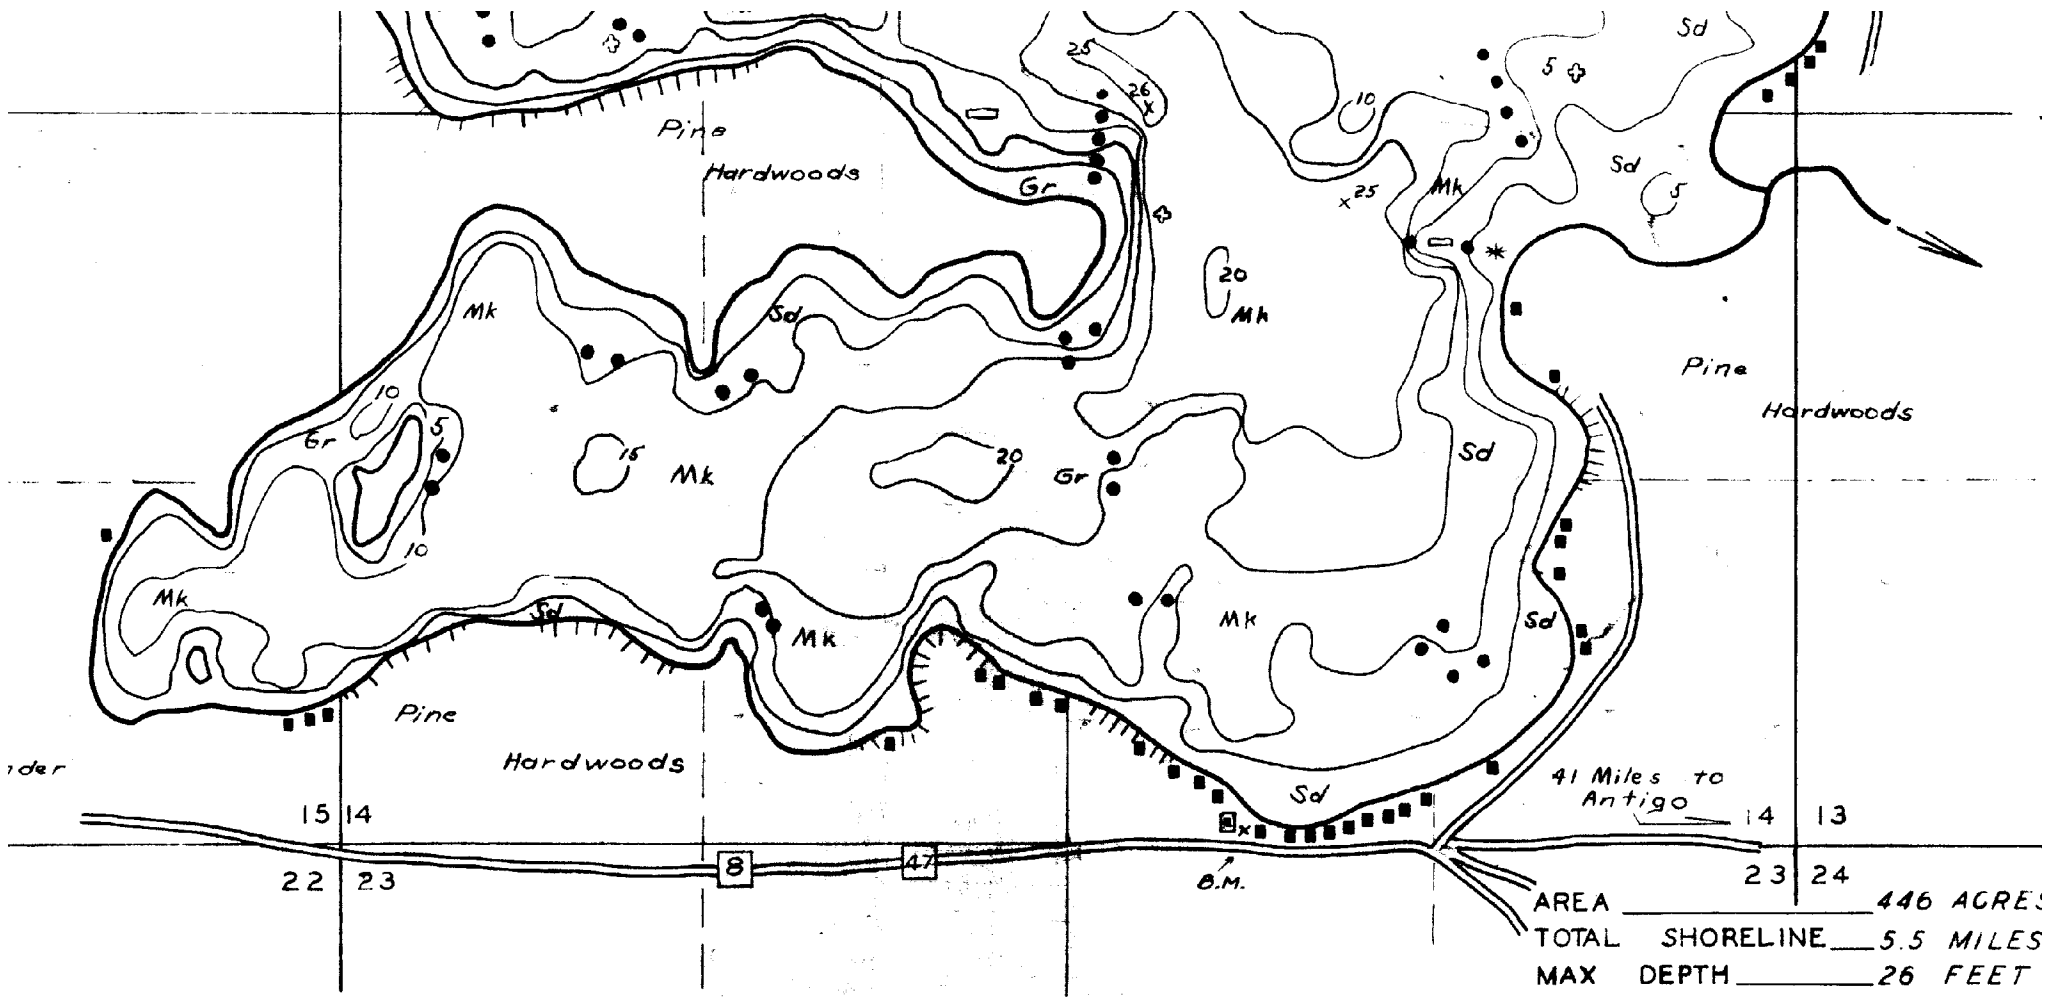 Sd
25
5
26
10
Pine
Hardwoods
Gr
Sd
5
Mk
25
20
Mk
Mk
Sd
Pine
Hardwoods
10
5
Gr
15
Mk
20
Gr
Sd
10
Mk
Sd
Mk
Mk
Sd
Pine
Hardwoods
Sd
41 Miles to
Antigo
15 14
14 13
22 23
8
47
B.M.
23 24
AREA 446 ACRES
TOTAL SHORELINE 5.5 MILES
MAX DEPTH 26 FEET